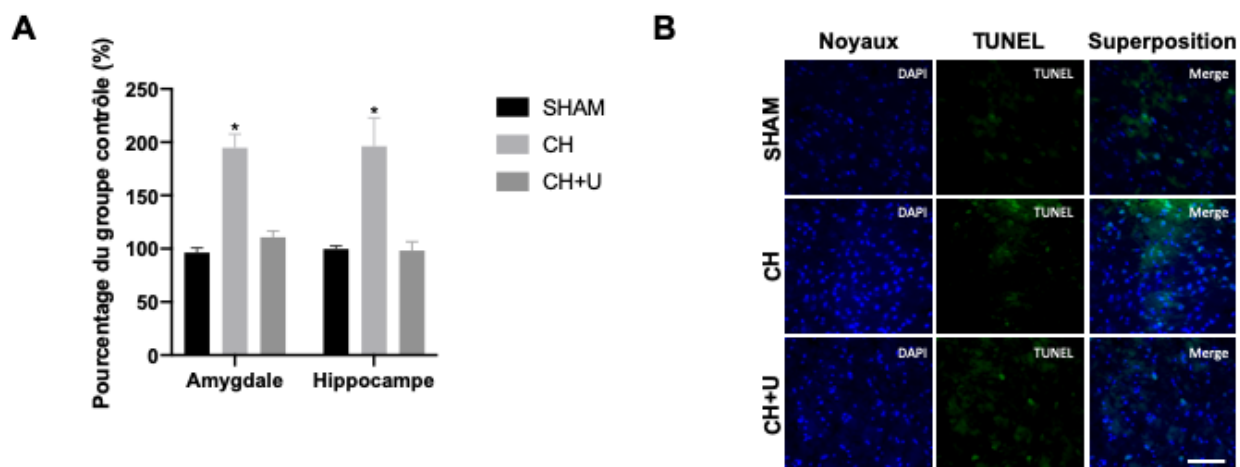 A
Pourcentage du groupe contrôle (%)
250
200
150
100
50
0
*
*
Amygdale
Hippocampe
SHAM
CH
CH+U
B
Noyaux TUNEL Superposition
SHAM
DAPI TUNEL Merge
CH
DAPI TUNEL Merge
CH+U
DAPI TUNEL Merge